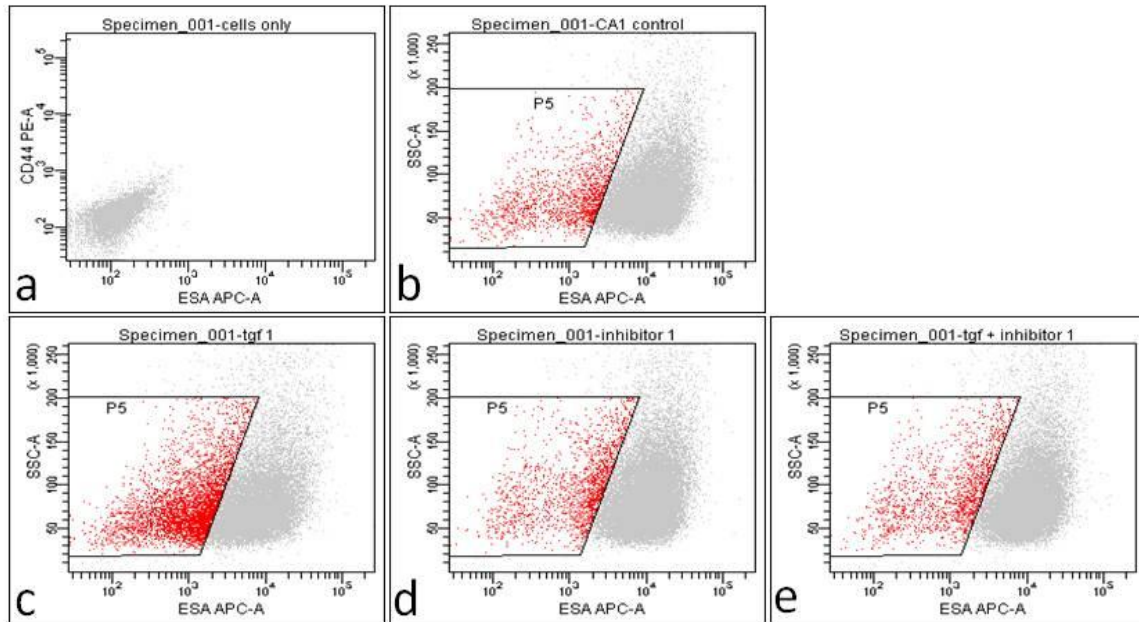 Specimen_001-cells only
CD44 PE-A
10^5
10^4
10^3
10^2
10^2 10^3 10^4 10^5
ESA APC-A
a
Specimen_001-CA1 control
(x 1,000)
SSC-A
250
200
150
100
50
P5
10^2 10^3 10^4 10^5
ESA APC-A
b
Specimen_001-tgf 1
(x 1,000)
SSC-A
250
200
150
100
50
P5
10^2 10^3 10^4 10^5
ESA APC-A
c
Specimen_001-inhibitor 1
(x 1,000)
SSC-A
250
200
150
100
50
P5
10^2 10^3 10^4 10^5
ESA APC-A
d
Specimen_001-tgf + inhibitor 1
(x 1,000)
SSC-A
250
200
150
100
50
P5
10^2 10^3 10^4 10^5
ESA APC-A
e